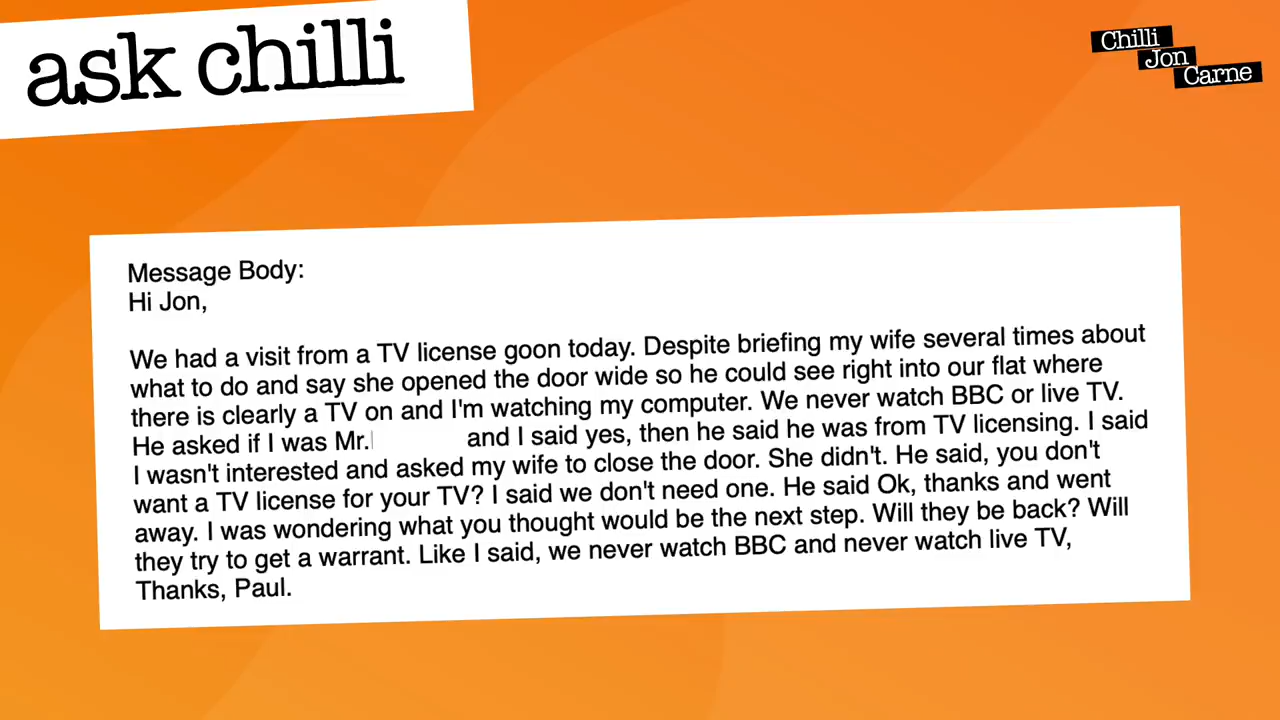 ask chilli
Chilli
Jon
Carne
Message Body:
Hi Jon,
We had a visit from a TV license goon today. Despite briefing my wife several times about
what to do and say she opened the door wide so he could see right into our flat where
there is clearly a TV on and I'm watching my computer. We never watch BBC or live TV.
He asked if I was Mr. and I said yes, then he said he was from TV licensing. I said
I wasn't interested and asked my wife to close the door. She didn't. He said, you don't
want a TV license for your TV? I said we don't need one. He said Ok, thanks and went
away. I was wondering what you thought would be the next step. Will they be back? Will
they try to get a warrant. Like I said, we never watch BBC and never watch live TV,
Thanks, Paul.